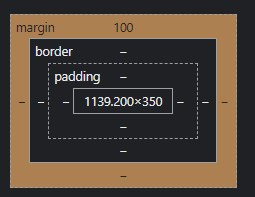 margin 100
border –
padding –
– – – 1139.200×350 – – –
–
–
–